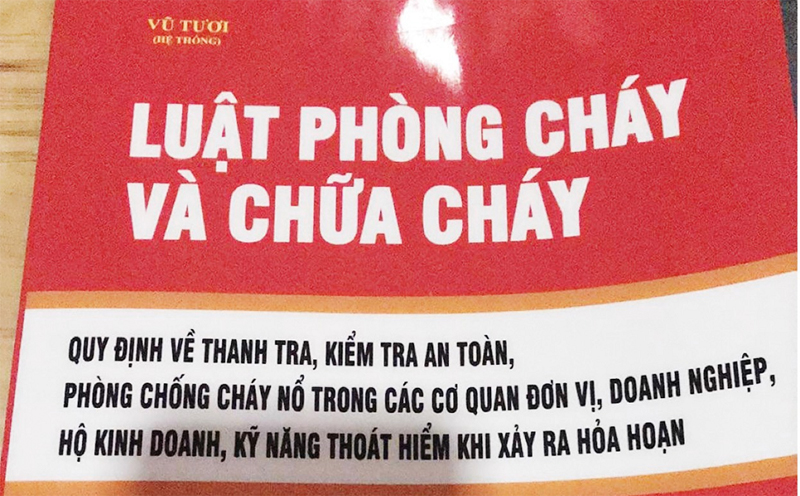 VŨ TƯƠI
(HỆ THỐNG)
LUẬT PHÒNG CHÁY
VÀ CHỮA CHÁY
QUY ĐỊNH VỀ THANH TRA, KIỂM TRA AN TOÀN,
PHÒNG CHỐNG CHÁY NỔ TRONG CÁC CƠ QUAN ĐƠN VỊ, DOANH NGHIỆP,
HỘ KINH DOANH, KỸ NĂNG THOÁT HIỂM KHI XẢY RA HỎA HOẠN